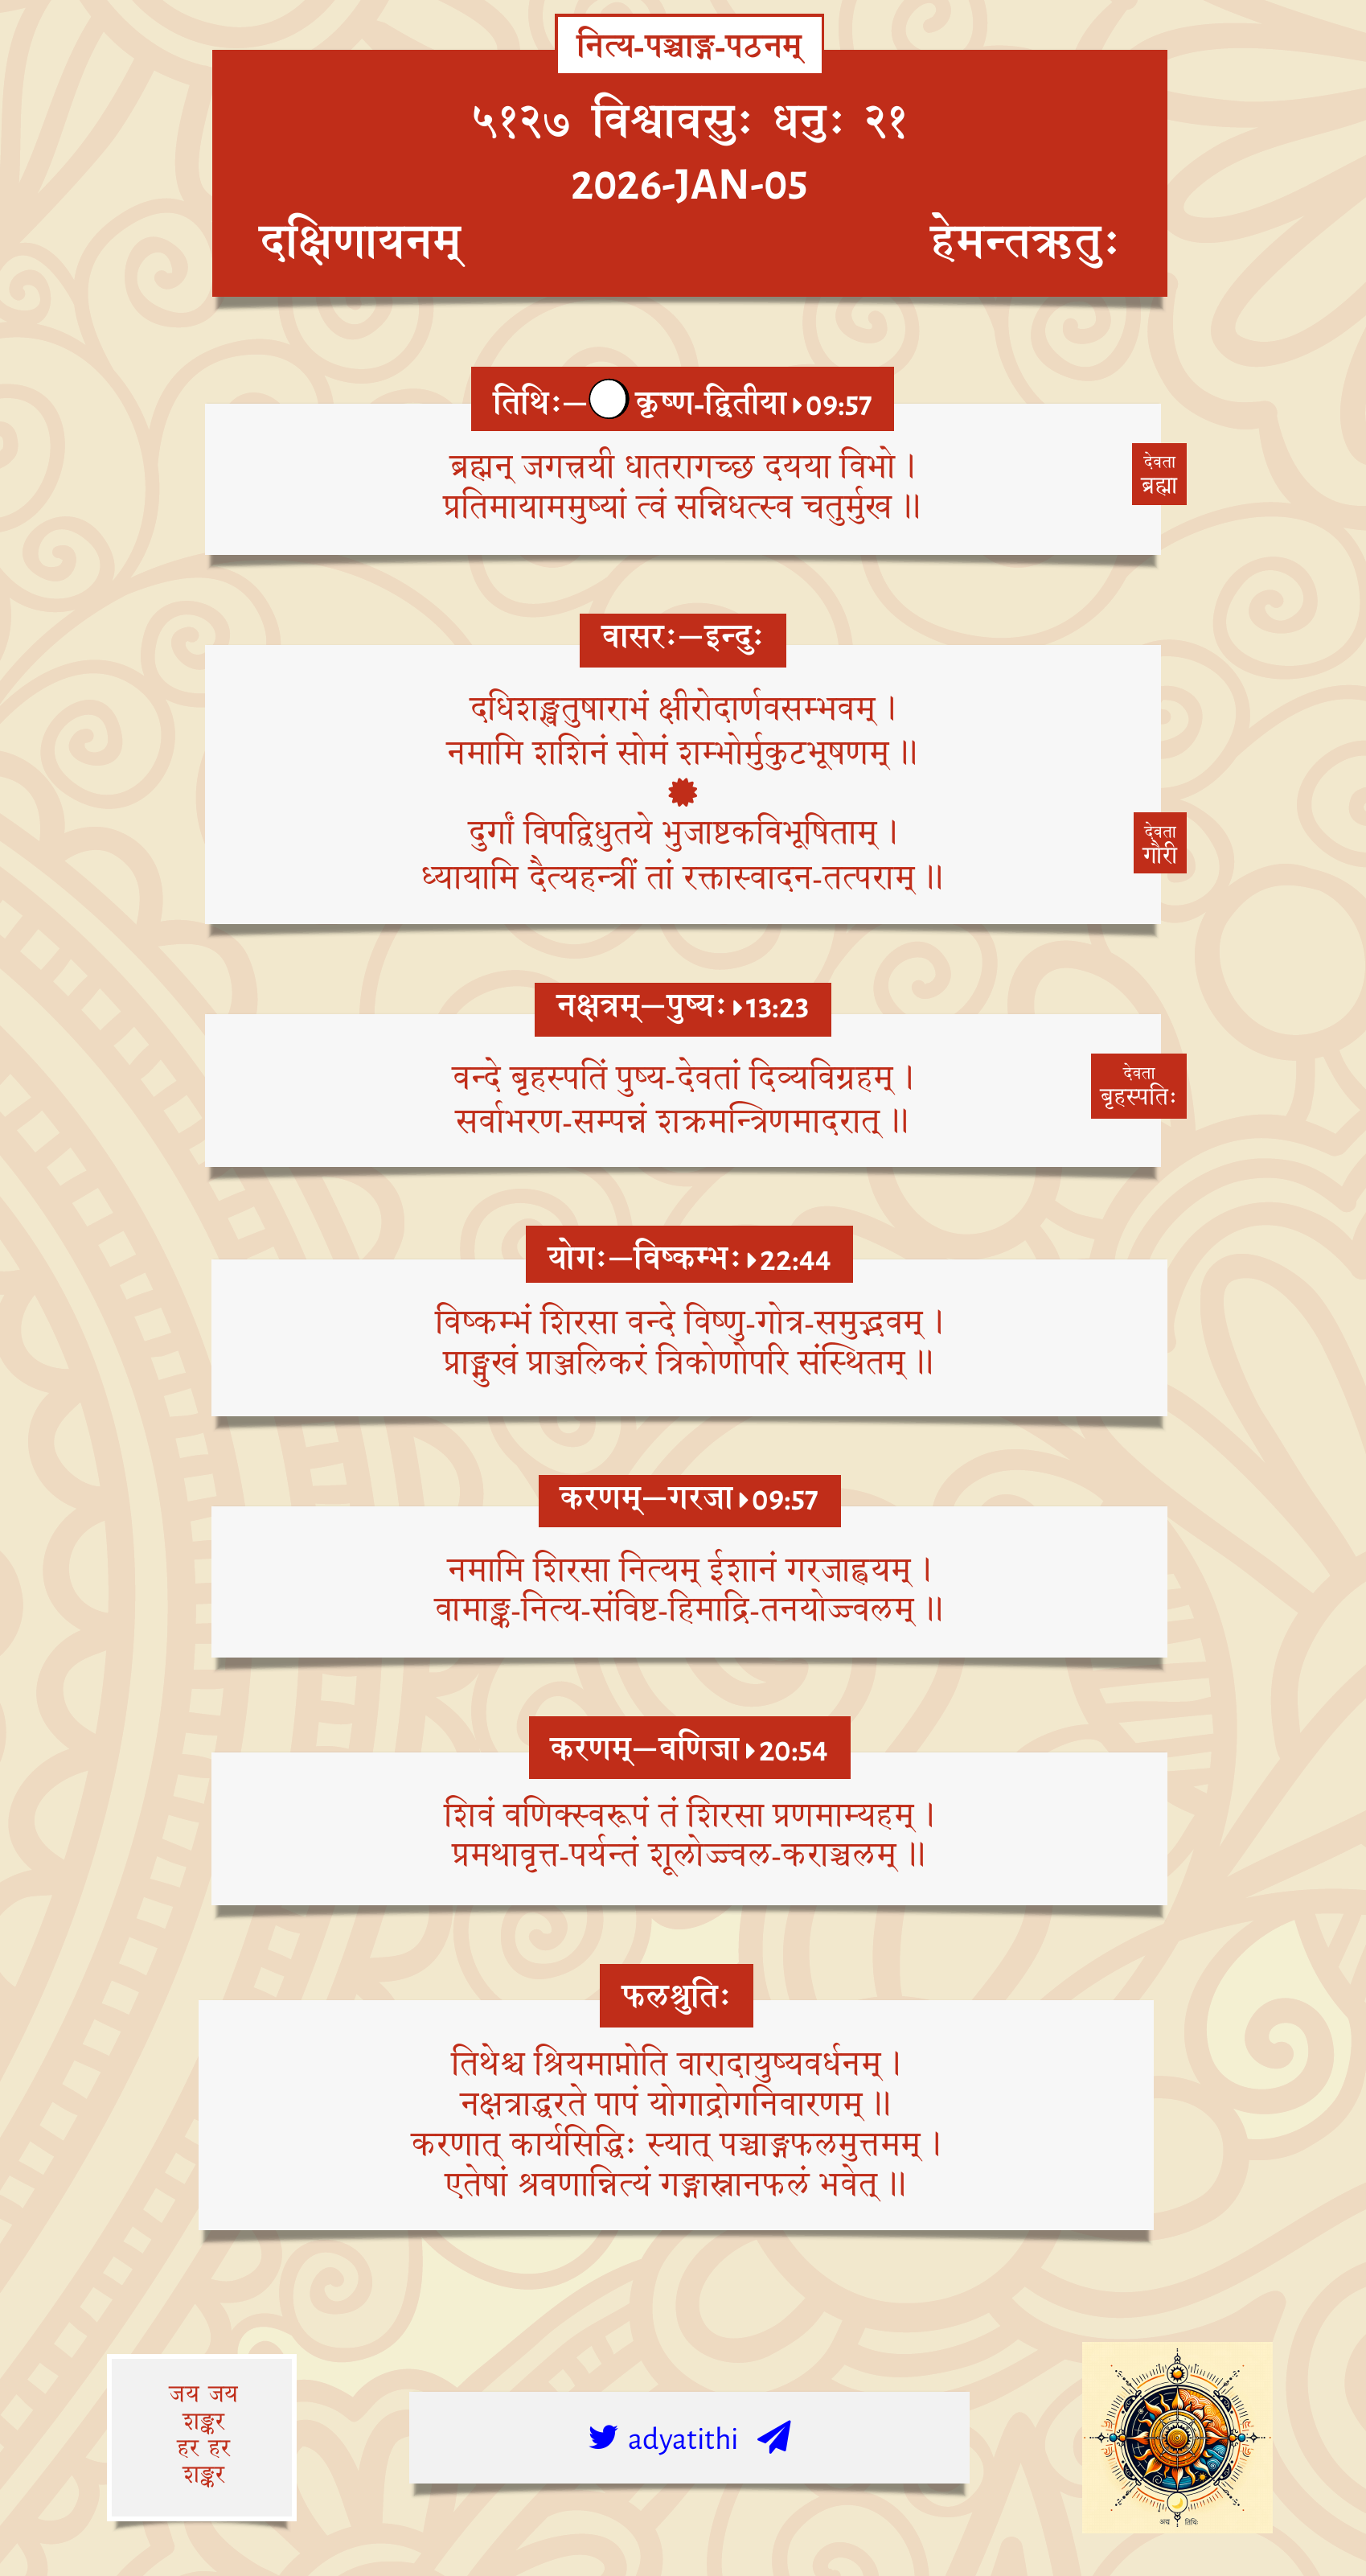 नित्य-पञ्चाङ्ग-पठनम्
५१२७ विश्वावसुः धनुः २१
2026-JAN-05
दक्षिणायनम् हेमन्तऋतुः
तिथिः—कृष्ण-द्वितीया 09:57
ब्रह्मन् जगत्त्रयी धातरागच्छ दयया विभो ।
प्रतिमायाममुष्यां त्वं सन्निधत्स्व चतुर्मुख ॥
देवता
ब्रह्मा
वासरः—इन्दुः
दधिशङ्खतुषाराभं क्षीरोदार्णवसम्भवम् ।
नमामि शशिनं सोमं शम्भोर्मुकुटभूषणम् ॥
दुर्गां विपद्विधुतये भुजाष्टकविभूषिताम् ।
ध्यायामि दैत्यहन्त्रीं तां रक्तास्वादन-तत्पराम् ॥
देवता
गौरी
नक्षत्रम्—पुष्यः 13:23
वन्दे बृहस्पतिं पुष्य-देवतां दिव्यविग्रहम् ।
सर्वाभरण-सम्पन्नं शक्रमन्त्रिणमादरात् ॥
देवता
बृहस्पतिः
योगः—विष्कम्भः 22:44
विष्कम्भं शिरसा वन्दे विष्णु-गोत्र-समुद्भवम् ।
प्राङ्मुखं प्राञ्जलिकरं त्रिकोणोपरि संस्थितम् ॥
करणम्—गरजा 09:57
नमामि शिरसा नित्यम् ईशानं गरजाह्वयम् ।
वामाङ्क-नित्य-संविष्ट-हिमाद्रि-तनयोज्ज्वलम् ॥
करणम्—वणिजा 20:54
शिवं वणिक्स्वरूपं तं शिरसा प्रणमाम्यहम् ।
प्रमथावृत्त-पर्यन्तं शूलोज्ज्वल-कराञ्चलम् ॥
फलश्रुतिः
तिथेश्च श्रियमाप्नोति वारादायुष्यवर्धनम् ।
नक्षत्राद्धरते पापं योगाद्रोगनिवारणम् ॥
करणात् कार्यसिद्धिः स्यात् पञ्चाङ्गफलमुत्तमम् ।
एतेषां श्रवणान्नित्यं गङ्गास्नानफलं भवेत् ॥
जय जय
शङ्कर
हर हर
शङ्कर
adyatithi
अद्य तिथिः